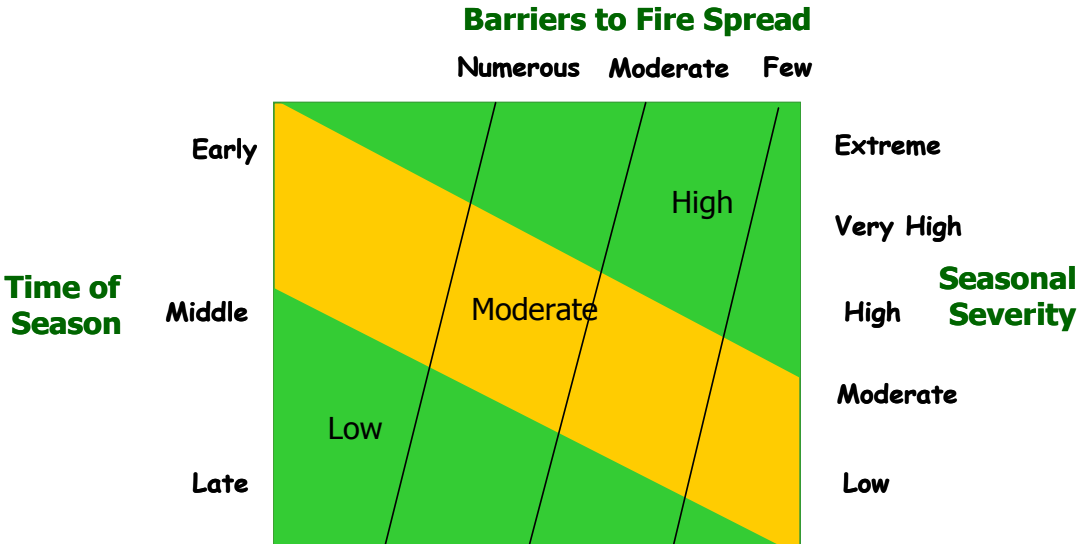 Barriers to Fire Spread
Numerous Moderate Few
Early
Extreme
High
Very High
Time of
Season
Middle
Moderate
High
Seasonal
Severity
Moderate
Low
Late
Low